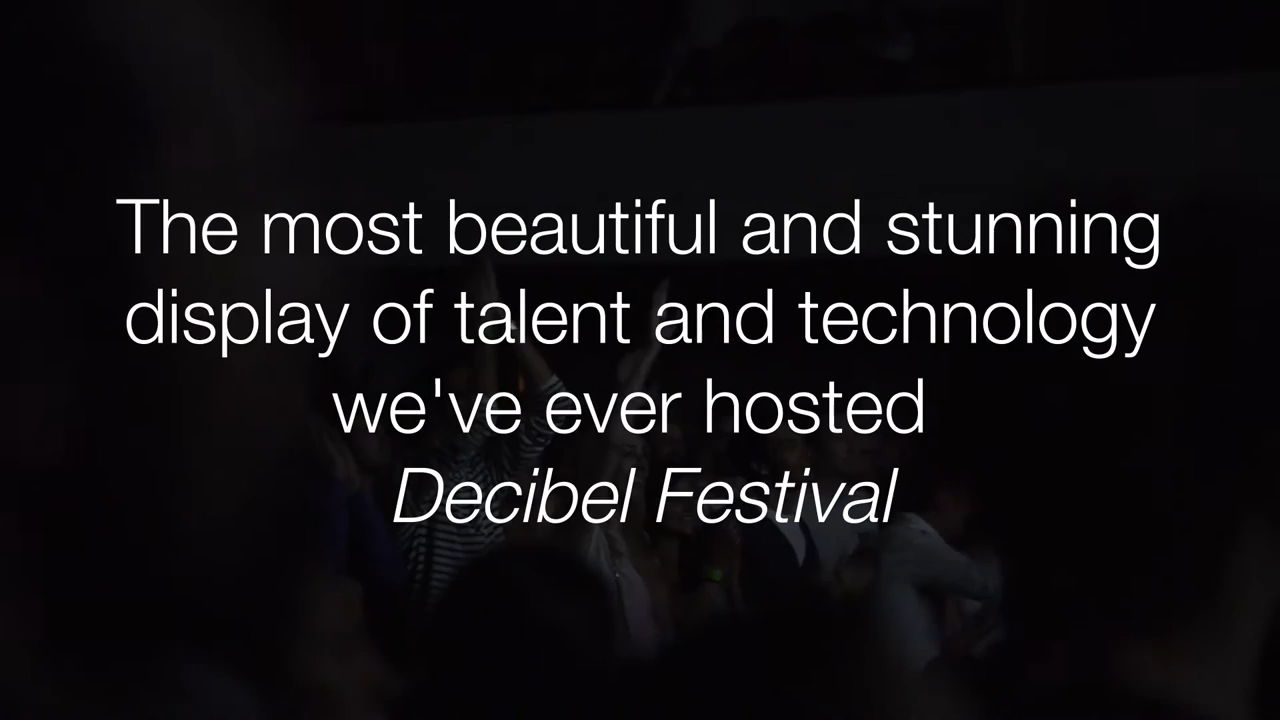 The most beautiful and stunning
display of talent and technology
we've ever hosted
Decibel Festival